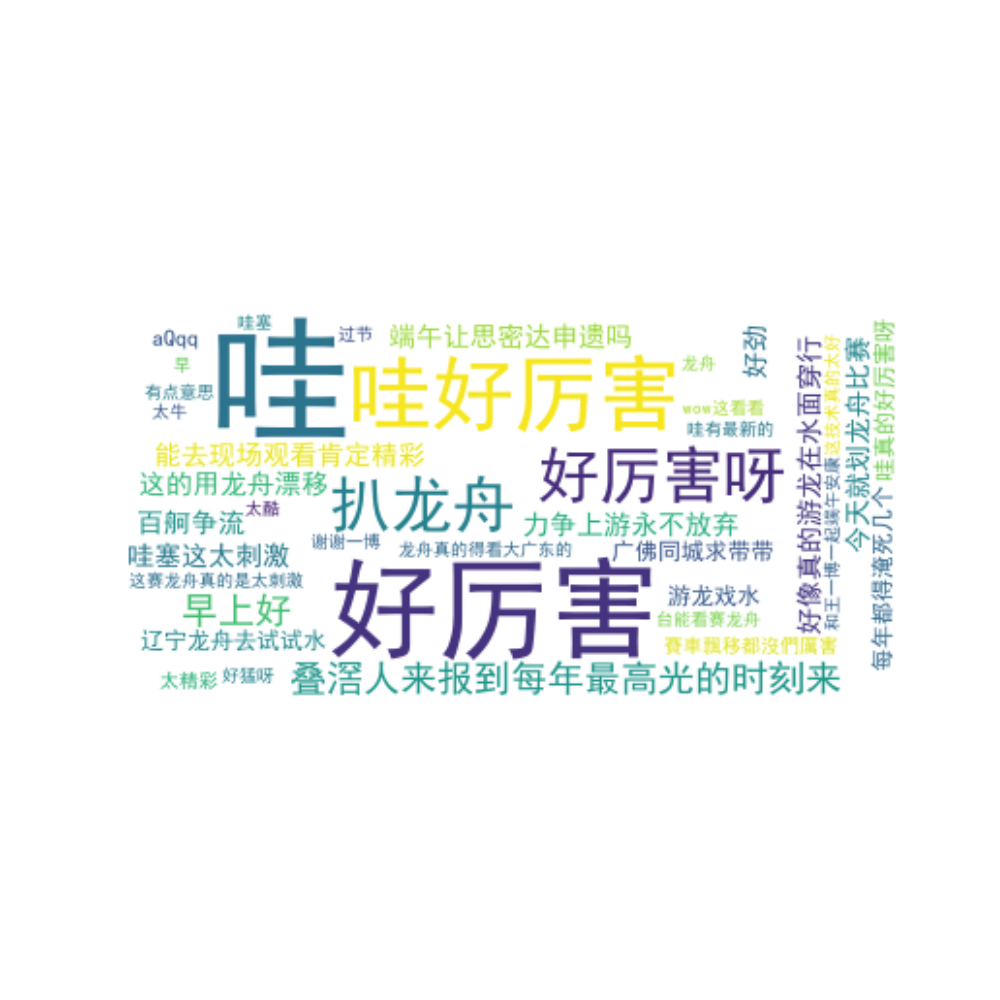 哇塞
aQqq
过节
端午让思密达申遗吗
好劲
早
哇
哇好厉害
龙舟
有点意思
太牛
wow这看看
哇有最新的
能去现场观看肯定精彩
好厉害呀
这的用龙舟漂移
扒龙舟
太酷
百舸争流
力争上游永不放弃
谢谢一博
龙舟真的得看大广东的
广佛同城求带带
哇塞这太刺激
这赛龙舟真的是太刺激
好厉害
游龙戏水
早上好
台能看赛龙舟
辽宁龙舟去试试水
賽車飄移都沒們厲害
太精彩
好猛呀
叠滘人来报到每年最高光的时刻来
好像真的游龙在水面穿行
这技术真的太好
和王一博一起端午安康
今天就划龙舟比赛
哇真的好厉害呀
每年都得淹死几个